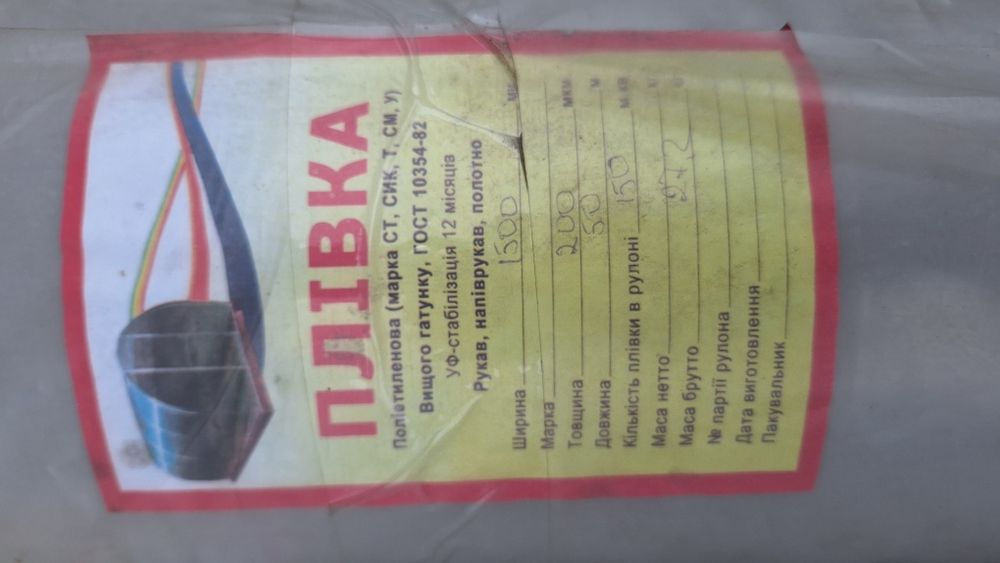 ПЛІВКА
Поліетиленова (марка СТ, СИК, Т, СМ, У)
Вищого гатунку, ГОСТ 10354-82
УФ-стабілізація 12 місяців
Рукав, напіврукав, полотно
Ширина 1500 мм
Марка
Товщина 200 мкм
Довжина 50 м
Кількість плівки в рулоні 150 м.кв
Маса нетто
Маса брутто 27,2
№ партії рулона
Дата виготовлення
Пакувальник